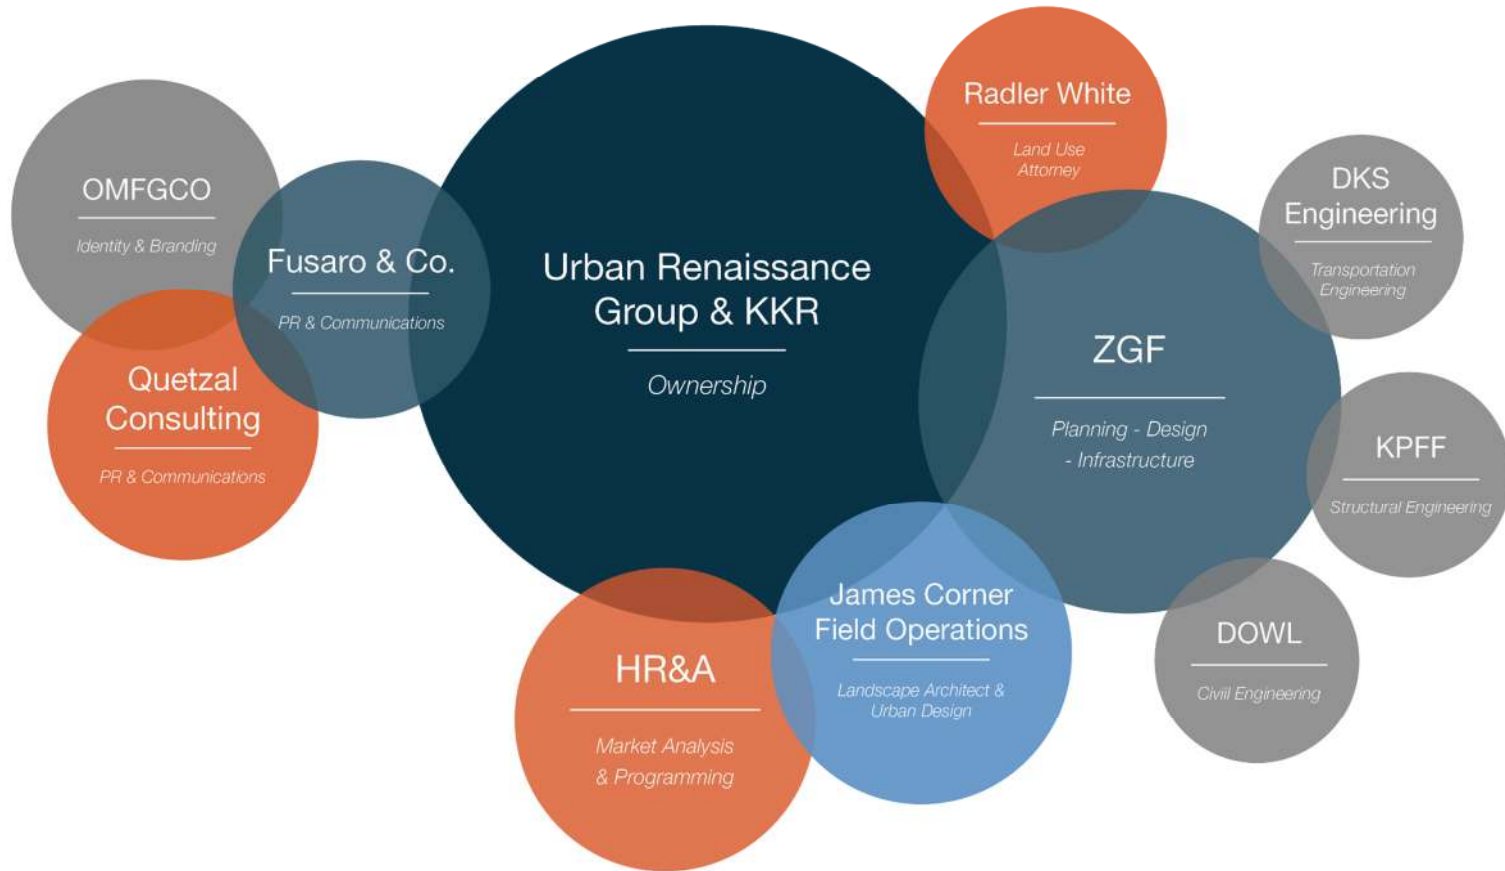 OMFGCO
Identity & Branding
Fusaro & Co.
PR & Communications
Quetzal
Consulting
PR & Communications
Urban Renaissance
Group & KKR
Ownership
Radler White
Land Use
Attorney
DKS
Engineering
Transportation
Engineering
ZGF
Planning - Design
- Infrastructure
KPFF
Structural Engineering
DOWL
Civiil Engineering
James Corner
Field Operations
Landscape Architect &
Urban Design
HR&A
Market Analysis
& Programming